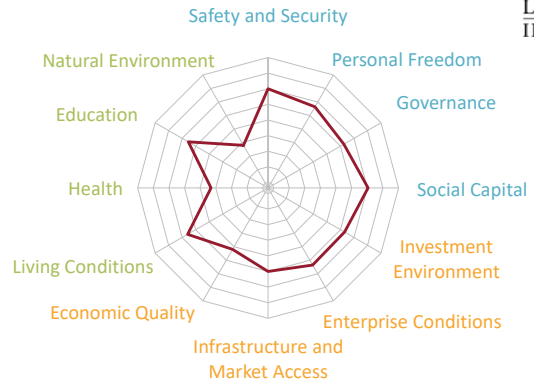 Safety and Security
Natural Environment
Personal Freedom
Education
Governance
Health
Social Capital
Living Conditions
Investment
Environment
Economic Quality
Enterprise Conditions
Infrastructure and
Market Access